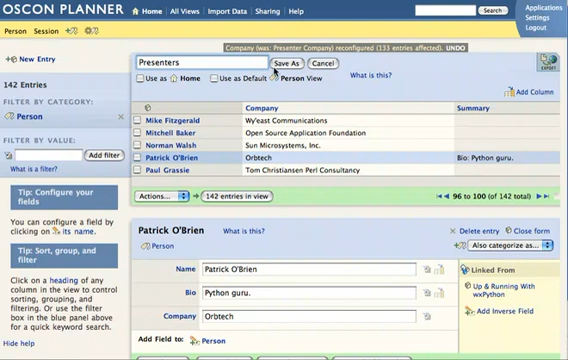 OSCON PLANNER
Home | All Views | Import Data | Sharing | Help
Search
Applications
Settings
Logout
Person Session
New Entry
142 Entries
FILTER BY CATEGORY:
Person
FILTER BY VALUE:
Add filter
What is a filter?
Tip: Configure your fields
You can configure a field by
clicking on its name.
Tip: Sort, group, and filter
Click on a heading of any
column in the view to control
sorting, grouping, and
filtering. Or use the filter
box in the blue panel above
for a quick keyword search.
Hide help
Company (was: Presenter Company) reconfigured (133 entries affected). UNDO
Presenters
Save As
Cancel
Use as Home
Use as Default Person View
What is this?
EXPORT
Add Column
Company Summary
Mike Fitzgerald Wy'east Communications
Mitchell Baker Open Source Application Foundation
Norman Walsh Sun Microsystems, Inc.
Patrick O'Brien Orbtech Bio: Python guru.
Paul Grassie Tom Christiansen Perl Consultancy
Actions...
142 entries in view
96 to 100 (of 142 total)
Patrick O'Brien What is this?
Delete entry Close form
Person
Also categorize as...
Name Patrick O'Brien
Bio Python guru.
Company Orbtech
Add Field to: Person
Linked From
Up & Running With
wxPython
Add Inverse Field